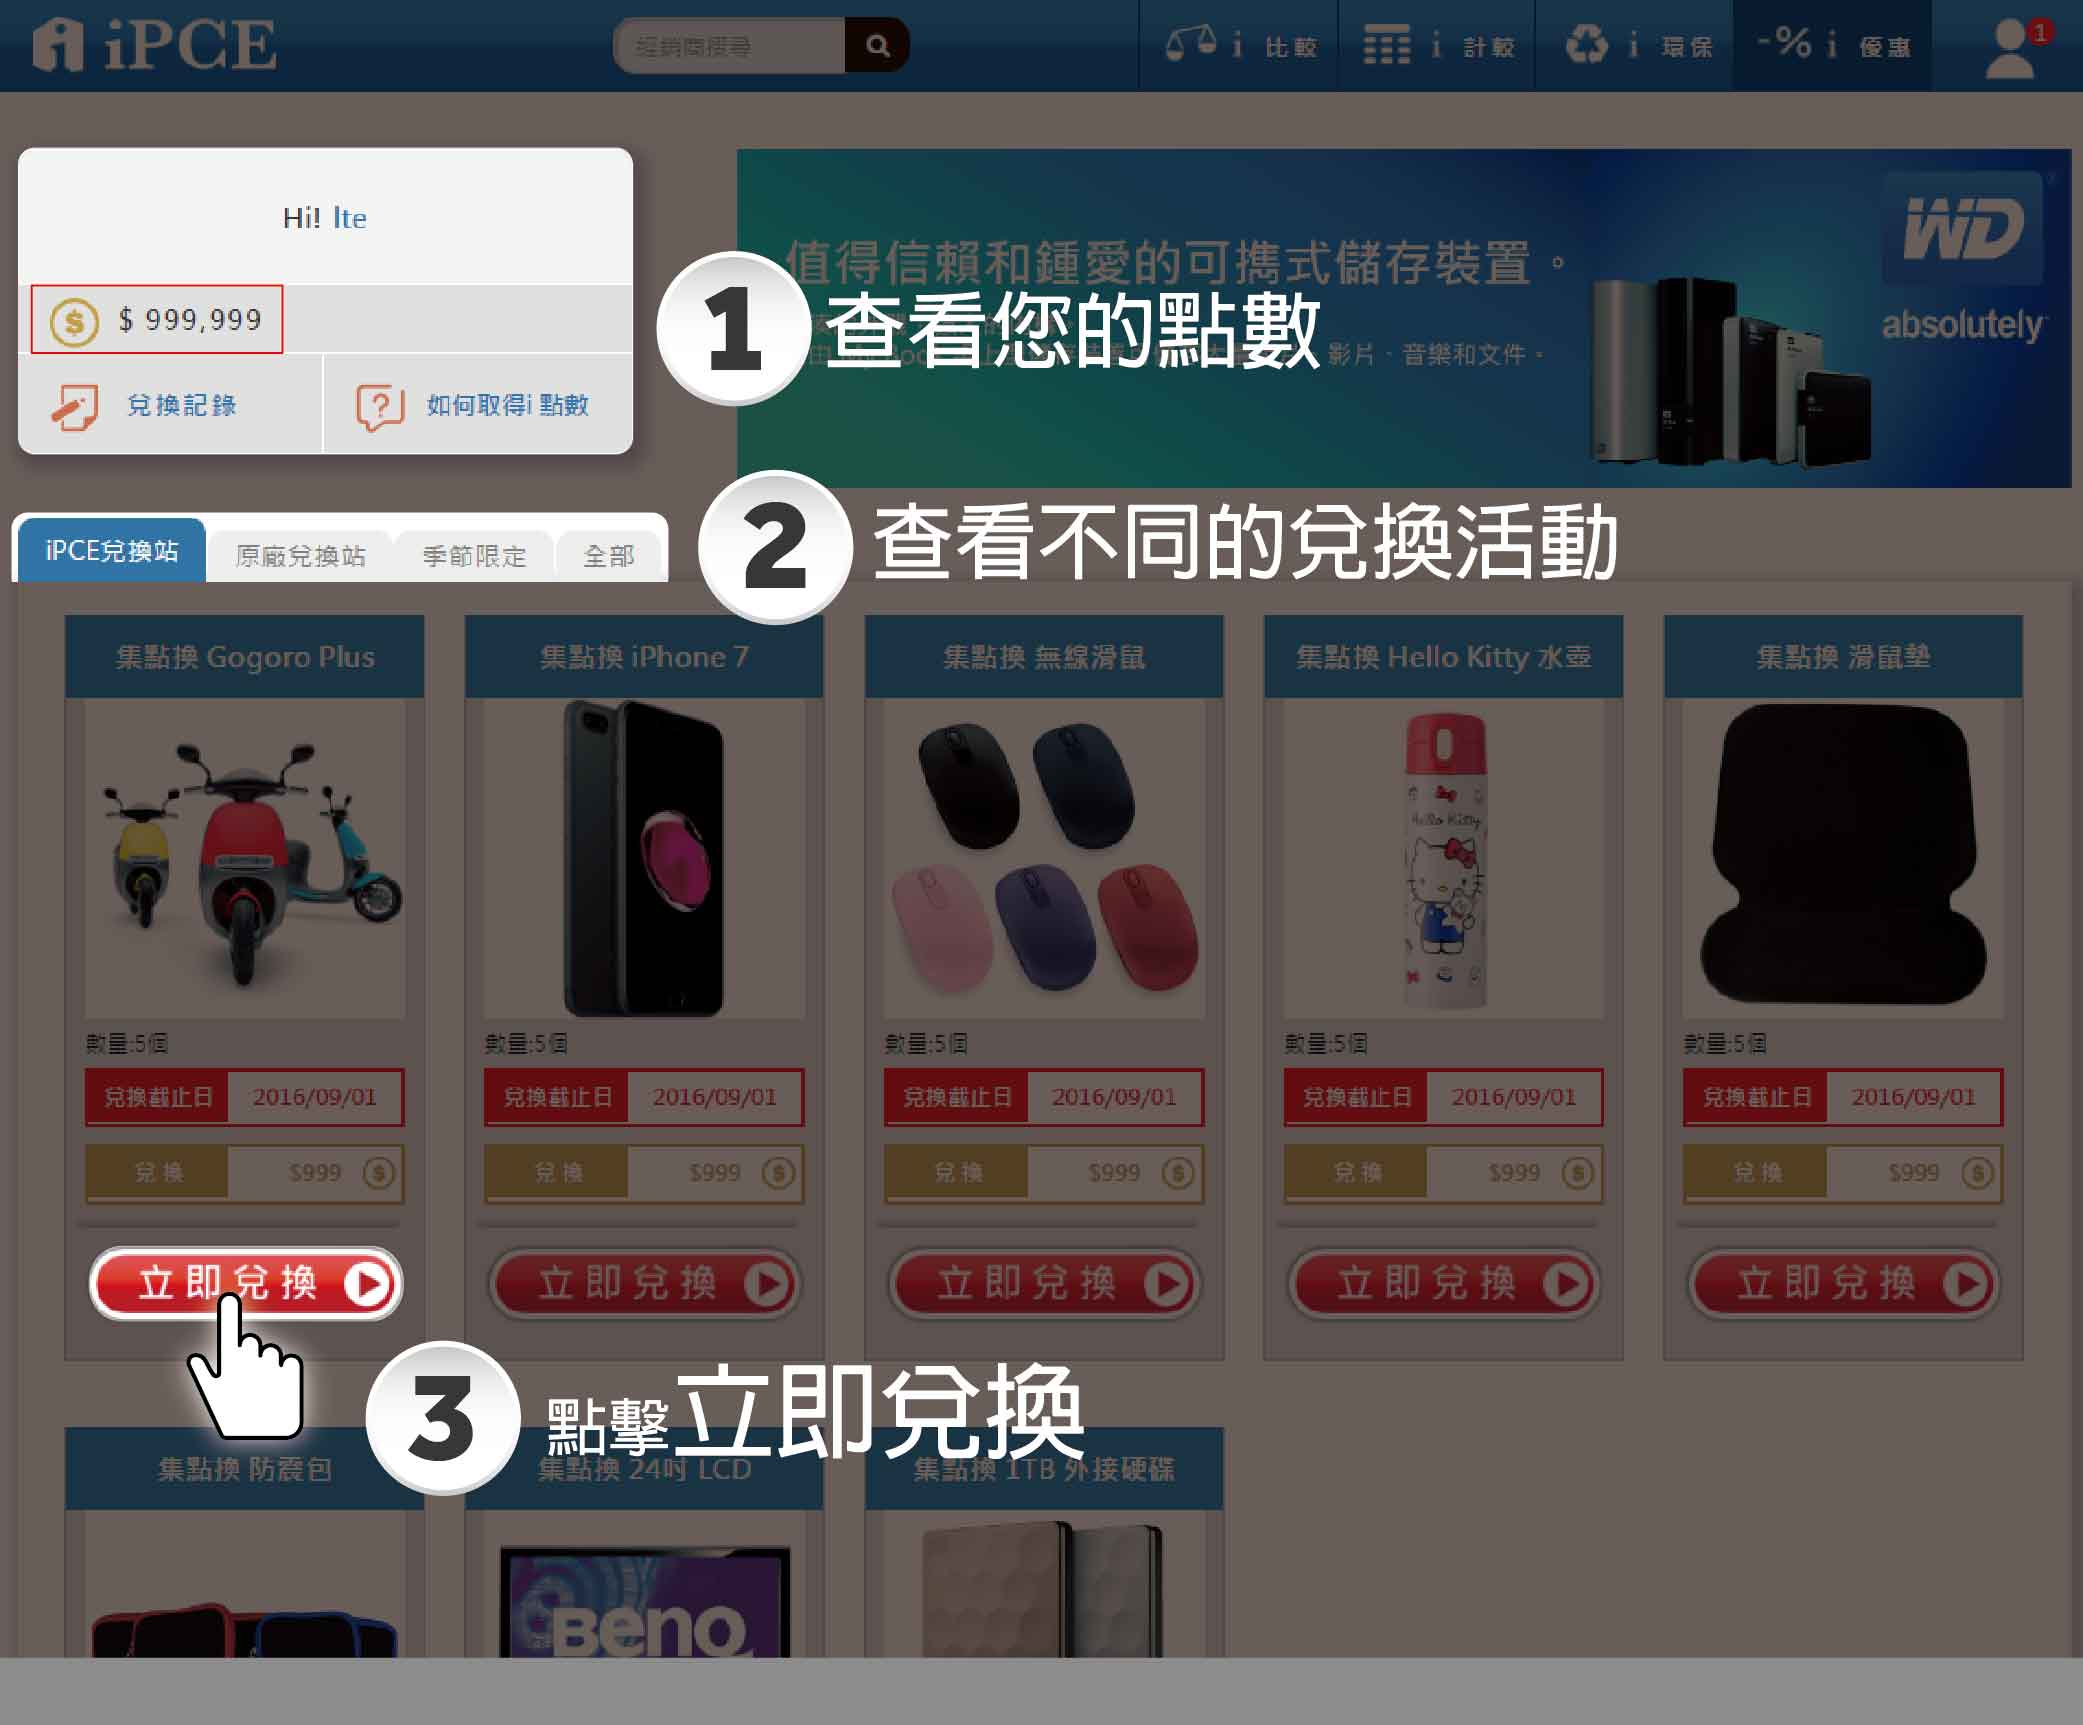 iPCE
經銷商搜尋
i 比較
i 計較
i 環保
-% i 優惠
1
Hi! lte
$ 999,999
兌換記錄
如何取得i 點數
值得信賴和鍾愛的可攜式儲存裝置。
影片、音樂和文件。
WD
absolutely
1 查看您的點數
2 查看不同的兌換活動
iPCE兌換站
原廠兌換站
季節限定
全部
集點換 Gogoro Plus
集點換 iPhone 7
集點換 無線滑鼠
集點換 Hello Kitty 水壺
集點換 滑鼠墊
Hello Kitty
數量:5個
數量:5個
數量:5個
數量:5個
數量:5個
兌換截止日 2016/09/01
兌換截止日 2016/09/01
兌換截止日 2016/09/01
兌換截止日 2016/09/01
兌換截止日 2016/09/01
兌換 $999
兌換 $999
兌換 $999
兌換 $999
兌換 $999
立即兌換
立即兌換
立即兌換
立即兌換
立即兌換
3 點擊立即兌換
集點換 防震包
集點換 24吋 LCD
集點換 1TB 外接硬碟
BenQ